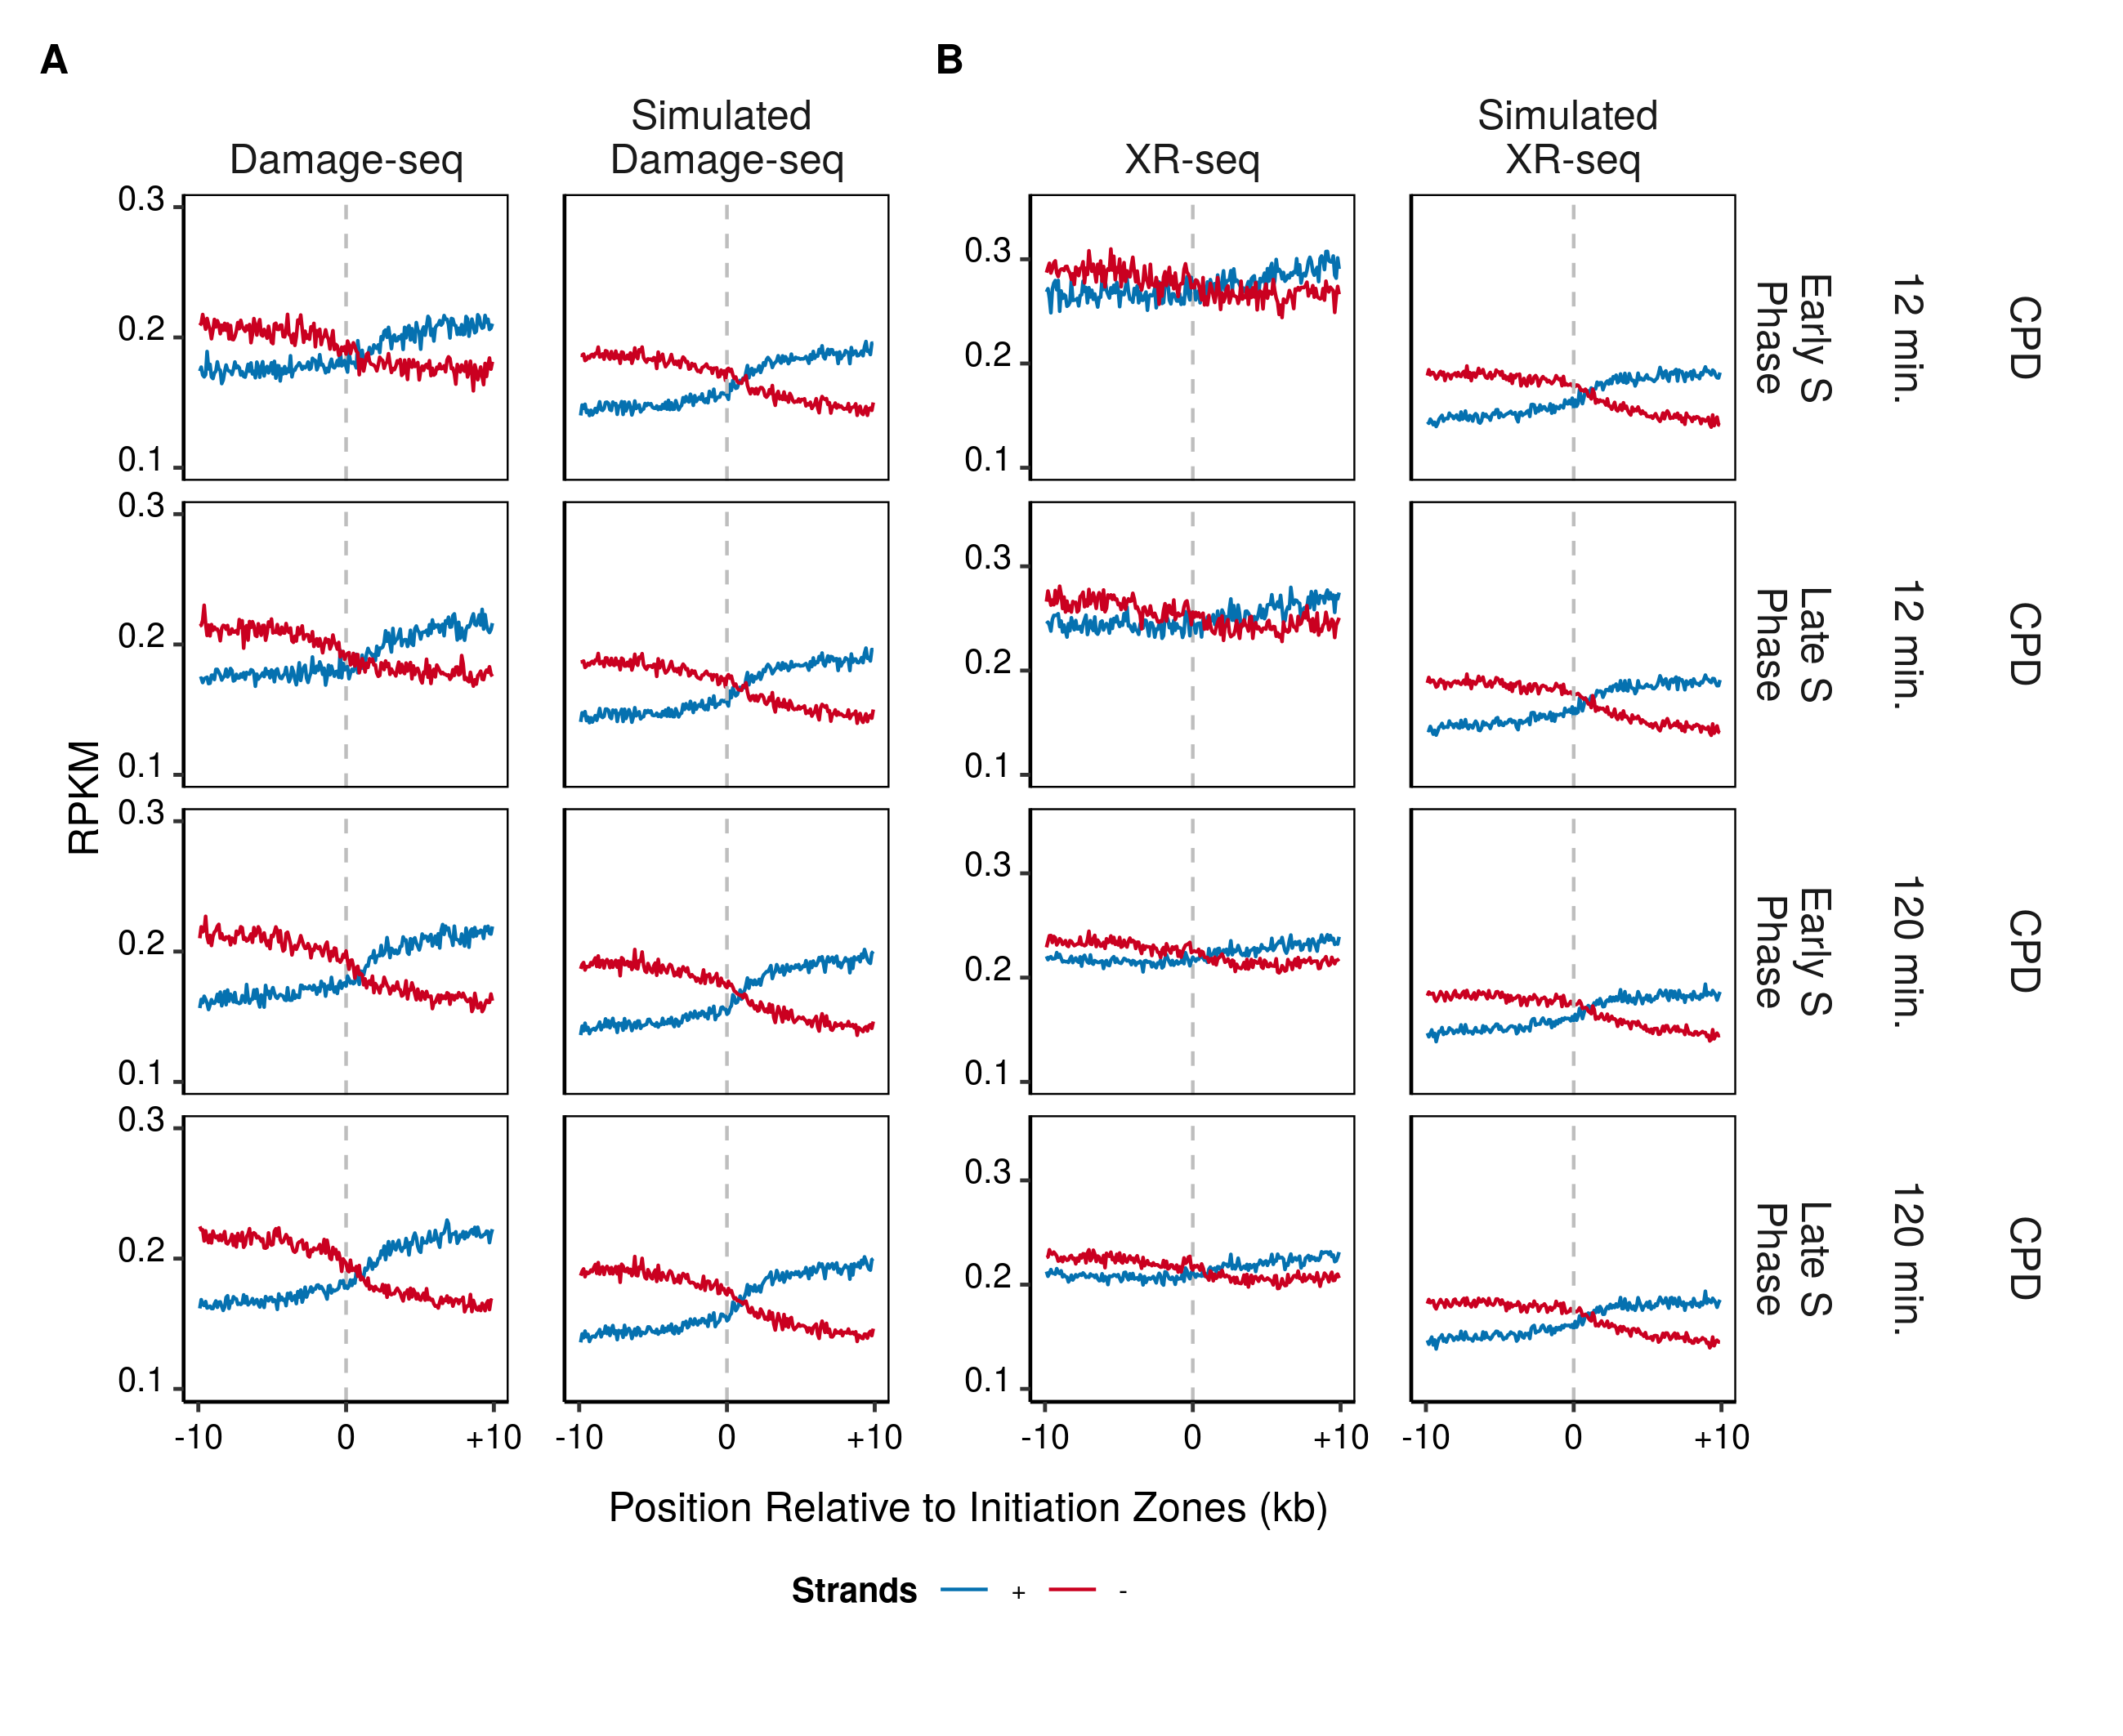 A
B
Damage-seq
Simulated
Damage-seq
XR-seq
Simulated
XR-seq
0.3
0.2
0.1
0.3
0.2
0.1
Early S
Phase
12 min.
CPD
0.3
0.2
0.1
0.3
0.2
0.1
Late S
Phase
12 min.
CPD
RPKM
0.3
0.2
0.1
0.3
0.2
0.1
Early S
Phase
120 min.
CPD
0.3
0.2
0.1
0.3
0.2
0.1
Late S
Phase
120 min.
CPD
-10 0 +10 -10 0 +10 -10 0 +10 -10 0 +10
Position Relative to Initiation Zones (kb)
Strands + -